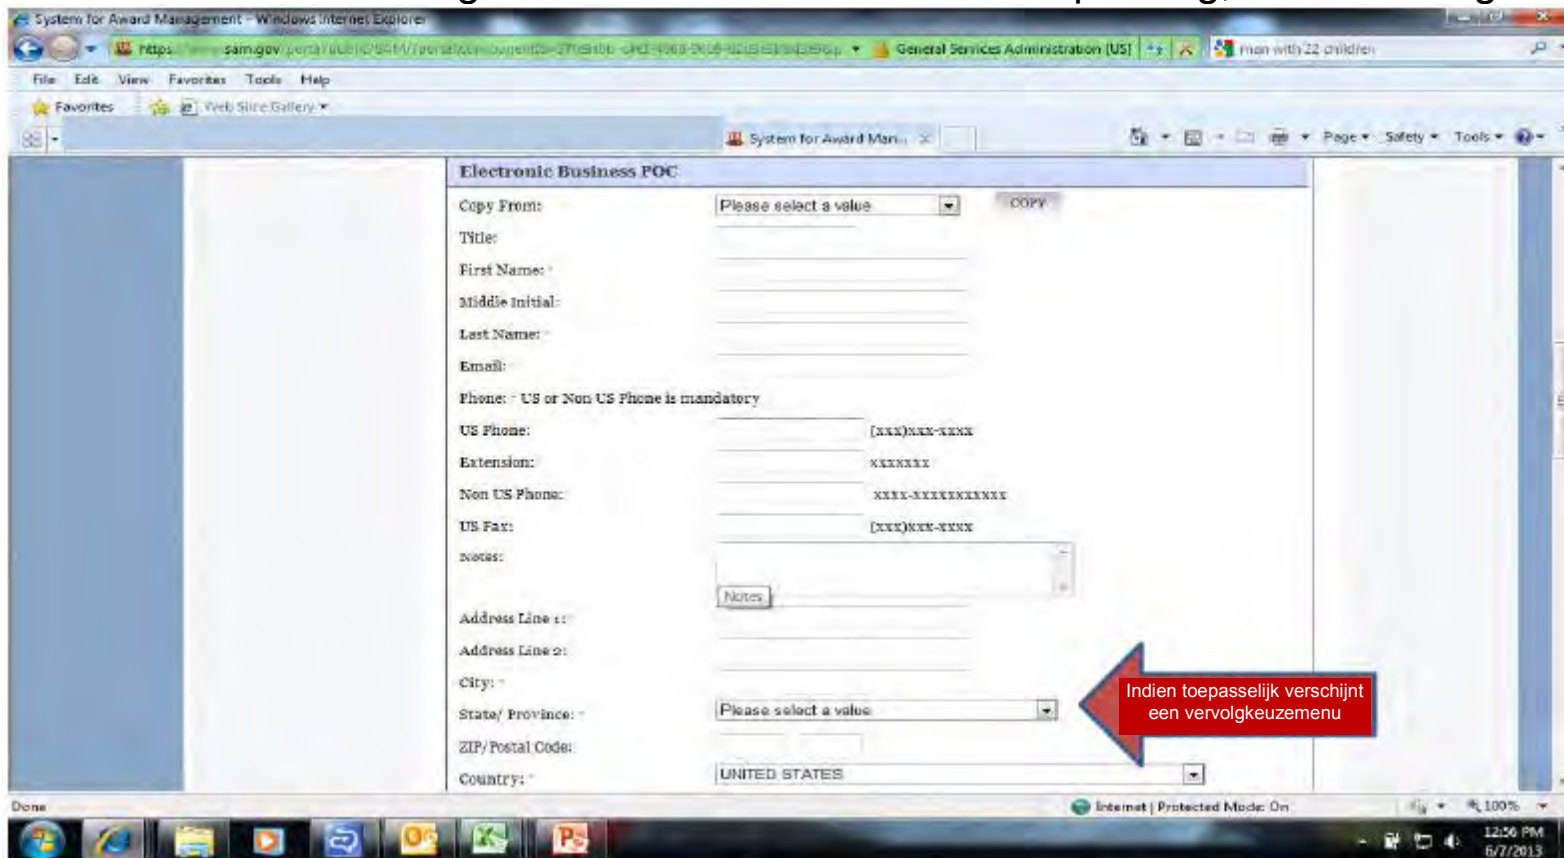 System for Award Management - Windows Internet Explorer
https sam.gov General Services Administration [US] man with 22 children
File Edit View Favorites Tools Help
Favorites Web Slice Gallery
System for Award Man... Page Safety Tools
Electronic Business POC
Copy From: Please select a value COPY
Title:
First Name:
Middle Initial:
Last Name:
Email:
Phone: US or Non US Phone is mandatory
US Phone: (xxx)xxx-xxxx
Extension: xxxxxxx
Non US Phone: xxxx-xxxxxxxxxxx
US Fax: (xxx)xxx-xxxx
Notes:
Notes
Address Line 1:
Address Line 2:
City:
State/ Province: Please select a value
Indien toepasselijk verschijnt
een vervolgkeuzemenu
ZIP/Postal Code:
Country: UNITED STATES
Done Internet | Protected Mode: On 100%
12:56 PM
6/7/2013